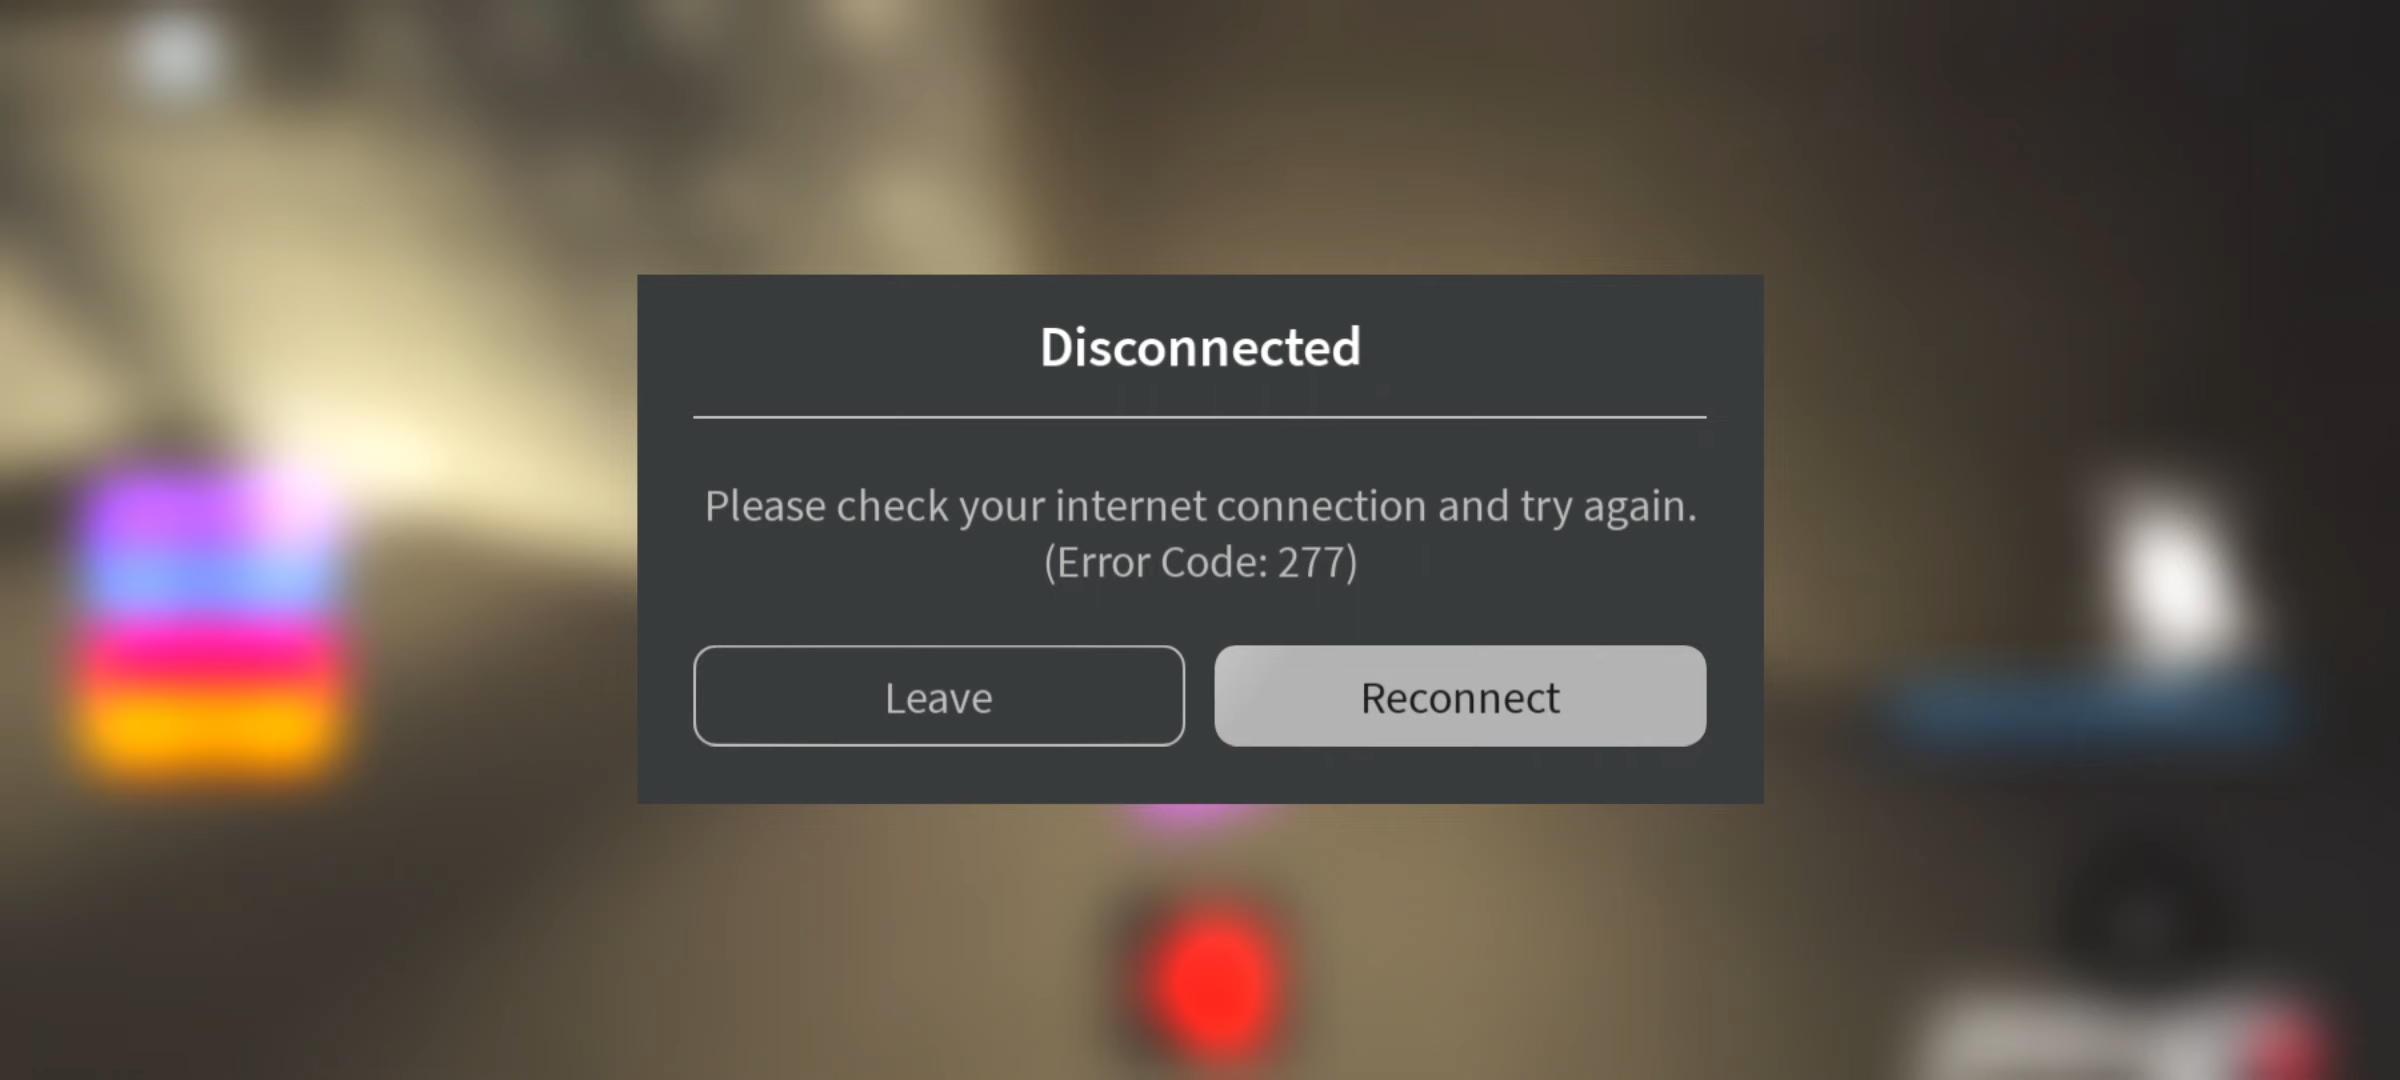 Disconnected
Please check your internet connection and try again.
(Error Code: 277)
Leave
Reconnect